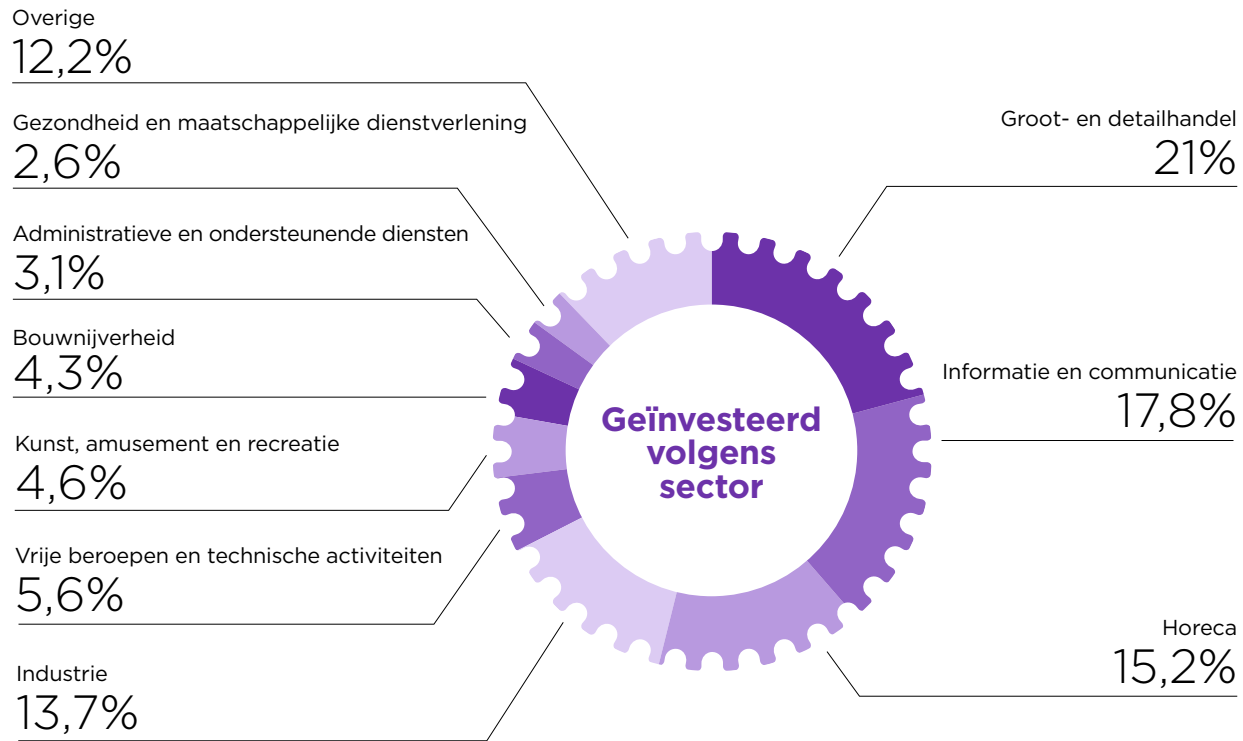 Overige
12,2%
Gezondheid en maatschappelijke dienstverlening
2,6%
Administratieve en ondersteunende diensten
3,1%
Bouwnijverheid
4,3%
Kunst, amusement en recreatie
4,6%
Vrije beroepen en technische activiteiten
5,6%
Industrie
13,7%
Geïnvesteerd
volgens
sector
Groot- en detailhandel
21%
Informatie en communicatie
17,8%
Horeca
15,2%